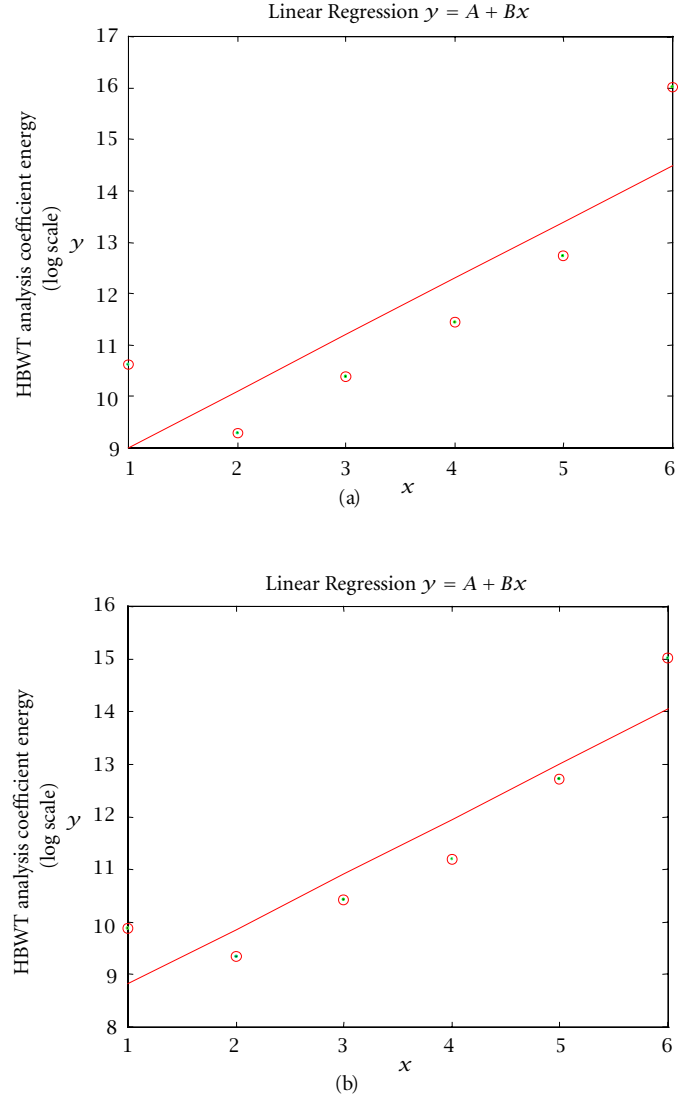 Linear Regression y = A + Bx
17
16
15
14
13
12
11
10
9
HBWT analysis coefficient energy
(log scale)
y
1 2 3 4 5 6
x
(a)
Linear Regression y = A + Bx
16
15
14
13
12
11
10
9
8
HBWT analysis coefficient energy
(log scale)
y
1 2 3 4 5 6
x
(b)